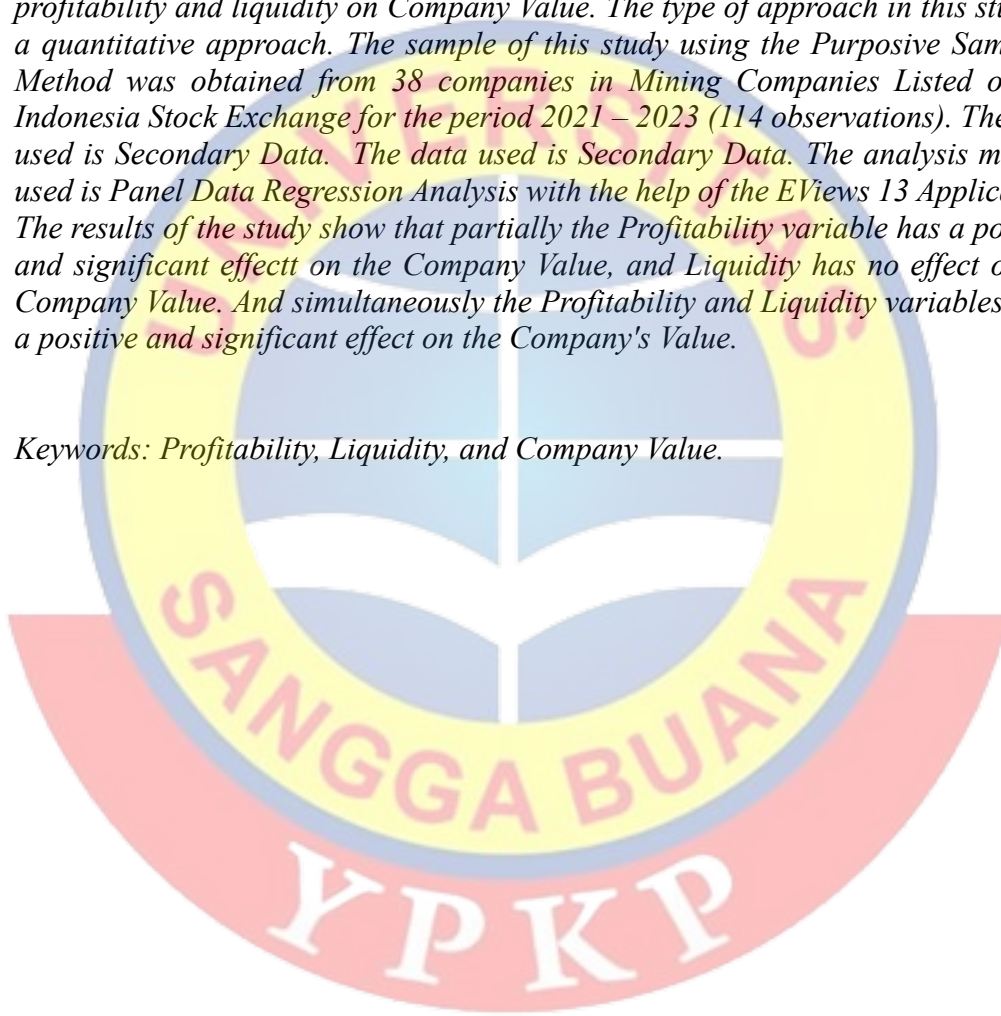 profitability and liquidity on Company Value. The type of approach in this stu
a quantitative approach. The sample of this study using the Purposive Sam
Method was obtained from 38 companies in Mining Companies Listed o
Indonesia Stock Exchange for the period 2021 – 2023 (114 observations). The
used is Secondary Data.  The data used is Secondary Data. The analysis m
used is Panel Data Regression Analysis with the help of the EViews 13 Applica
The results of the study show that partially the Profitability variable has a po
and significant effectt on the Company Value, and Liquidity has no effect o
Company Value. And simultaneously the Profitability and Liquidity variables
a positive and significant effect on the Company's Value.
Keywords: Profitability, Liquidity, and Company Value.
UNIVERSITAS
SANGGA BUANA
YPKP